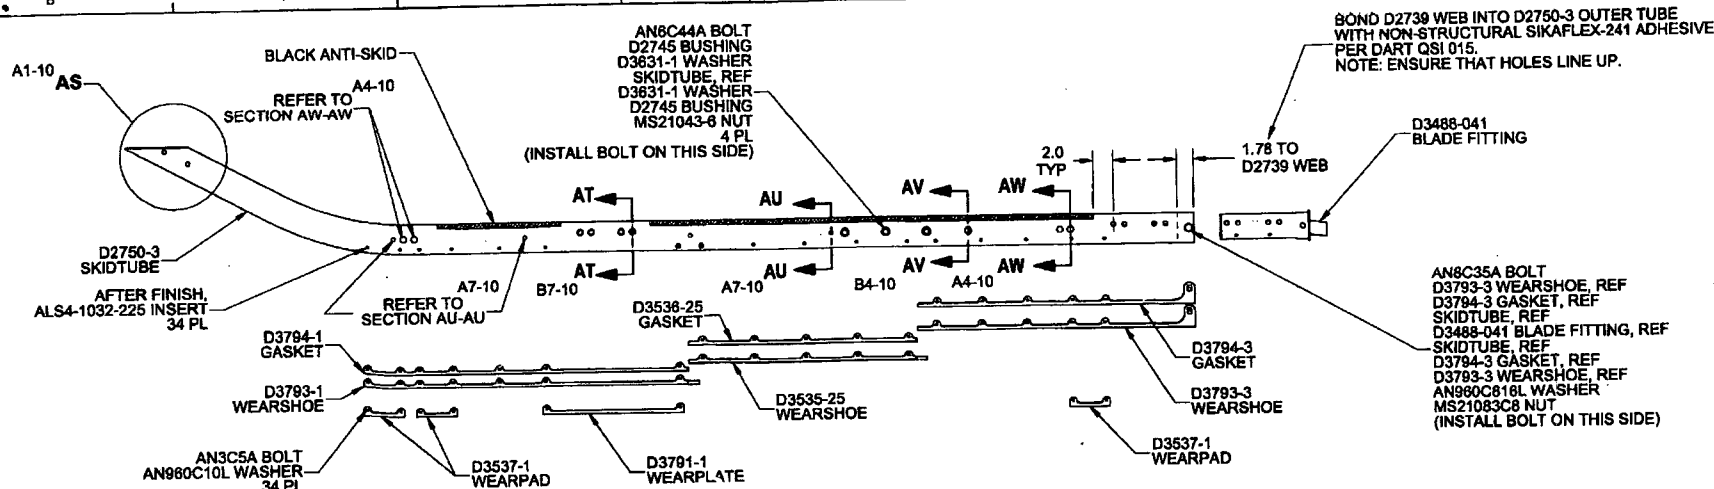 A1-10
AS
BLACK ANTI-SKID
A4-10
REFER TO
SECTION AW-AW
AN6C44A BOLT
D2745 BUSHING
D3631-1 WASHER
SKIDTUBE, REF
D3631-1 WASHER
D2745 BUSHING
MS21043-6 NUT
4 PL
(INSTALL BOLT ON THIS SIDE)
BOND D2739 WEB INTO D2750-3 OUTER TUBE
WITH NON-STRUCTURAL SIKAFLEX-241 ADHESIVE
PER DART QSI 015.
NOTE: ENSURE THAT HOLES LINE UP.
D3488-041
BLADE FITTING
2.0
TYP
1.78 TO
D2739 WEB
AT
AU
AV
AW
AT
AU
AV
AW
D2750-3
SKIDTUBE
AFTER FINISH,
ALS4-1032-225 INSERT
34 PL
A7-10
REFER TO
SECTION AU-AU
B7-10
A7-10
B4-10
A4-10
D3794-1
GASKET
D3793-1
WEARSHOE
D3536-25
GASKET
D3535-25
WEARSHOE
D3794-3
GASKET
D3793-3
WEARSHOE
AN3C5A BOLT
AN960C10L WASHER
34 PL
D3537-1
WEARPAD
D3791-1
WEARPLATE
D3537-1
WEARPAD
AN8C35A BOLT
D3793-3 WEARSHOE, REF
D3794-3 GASKET, REF
SKIDTUBE, REF
D3488-041 BLADE FITTING, REF
SKIDTUBE, REF
D3794-3 GASKET, REF
D3793-3 WEARSHOE, REF
AN960C816L WASHER
MS21083C8 NUT
(INSTALL BOLT ON THIS SIDE)